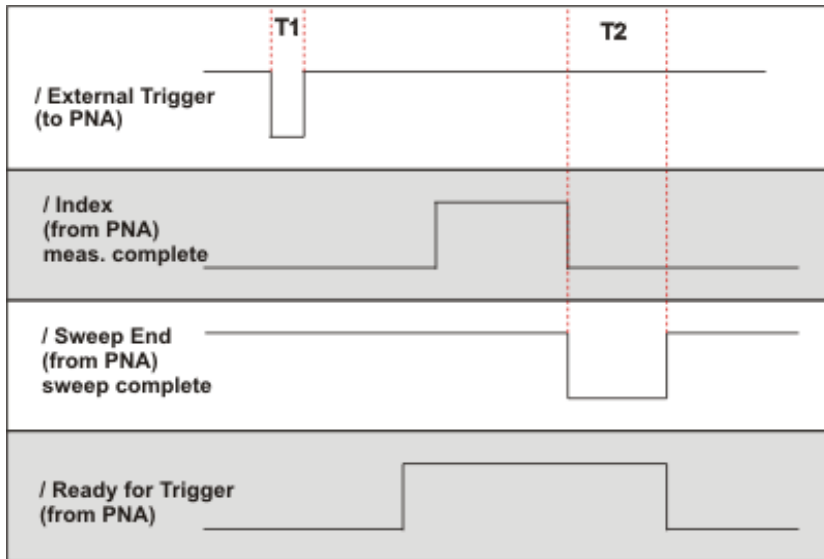 T1
T2
/ External Trigger
(to PNA)
/ Index
(from PNA)
meas. complete
/ Sweep End
(from PNA)
sweep complete
/ Ready for Trigger
(from PNA)